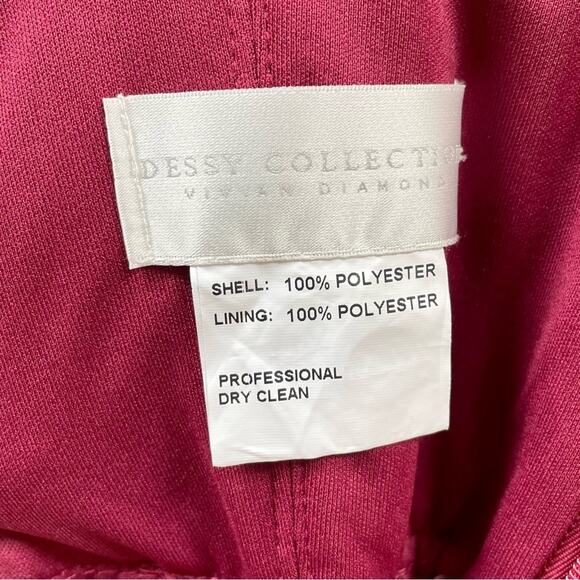 DESSY COLLECTIO
VIVIAN DIAMOND
SHELL: 100% POLYESTER
LINING: 100% POLYESTER
PROFESSIONAL
DRY CLEAN